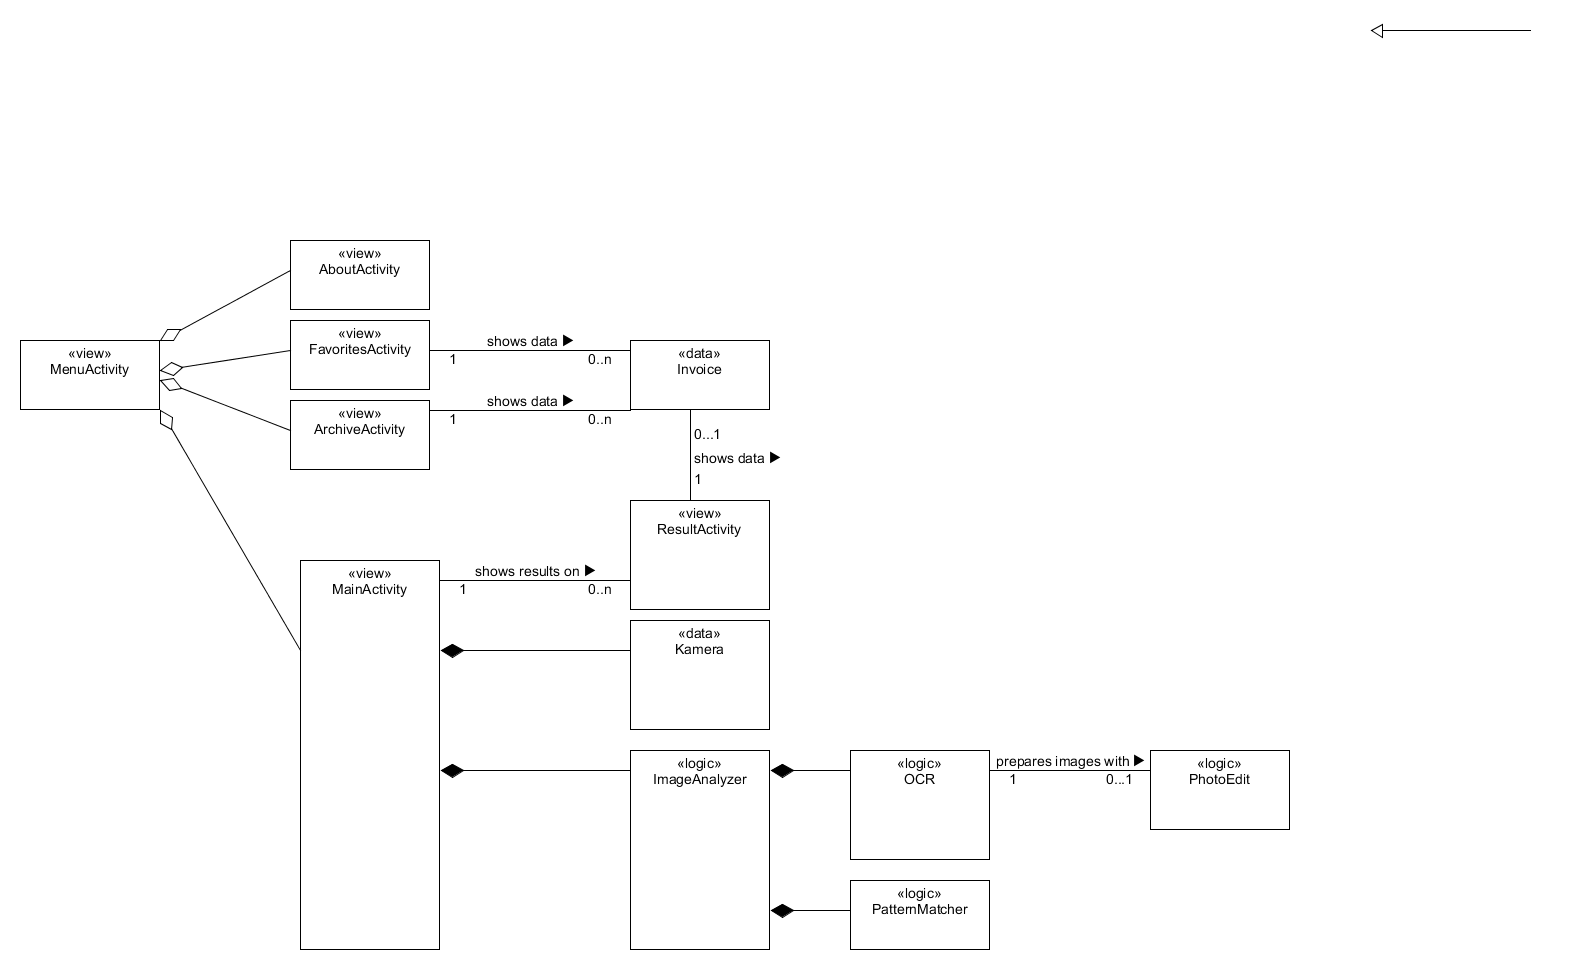 «view»
AboutActivity
«view»
FavoritesActivity
shows data ▶
1
0..n
«view»
MenuActivity
«data»
Invoice
«view»
ArchiveActivity
shows data ▶
1
0..n
0...1
shows data ▶
1
«view»
ResultActivity
«view»
MainActivity
shows results on ▶
1
0..n
«data»
Kamera
«logic»
ImageAnalyzer
«logic»
OCR
prepares images with ▶
1
0...1
«logic»
PhotoEdit
«logic»
PatternMatcher